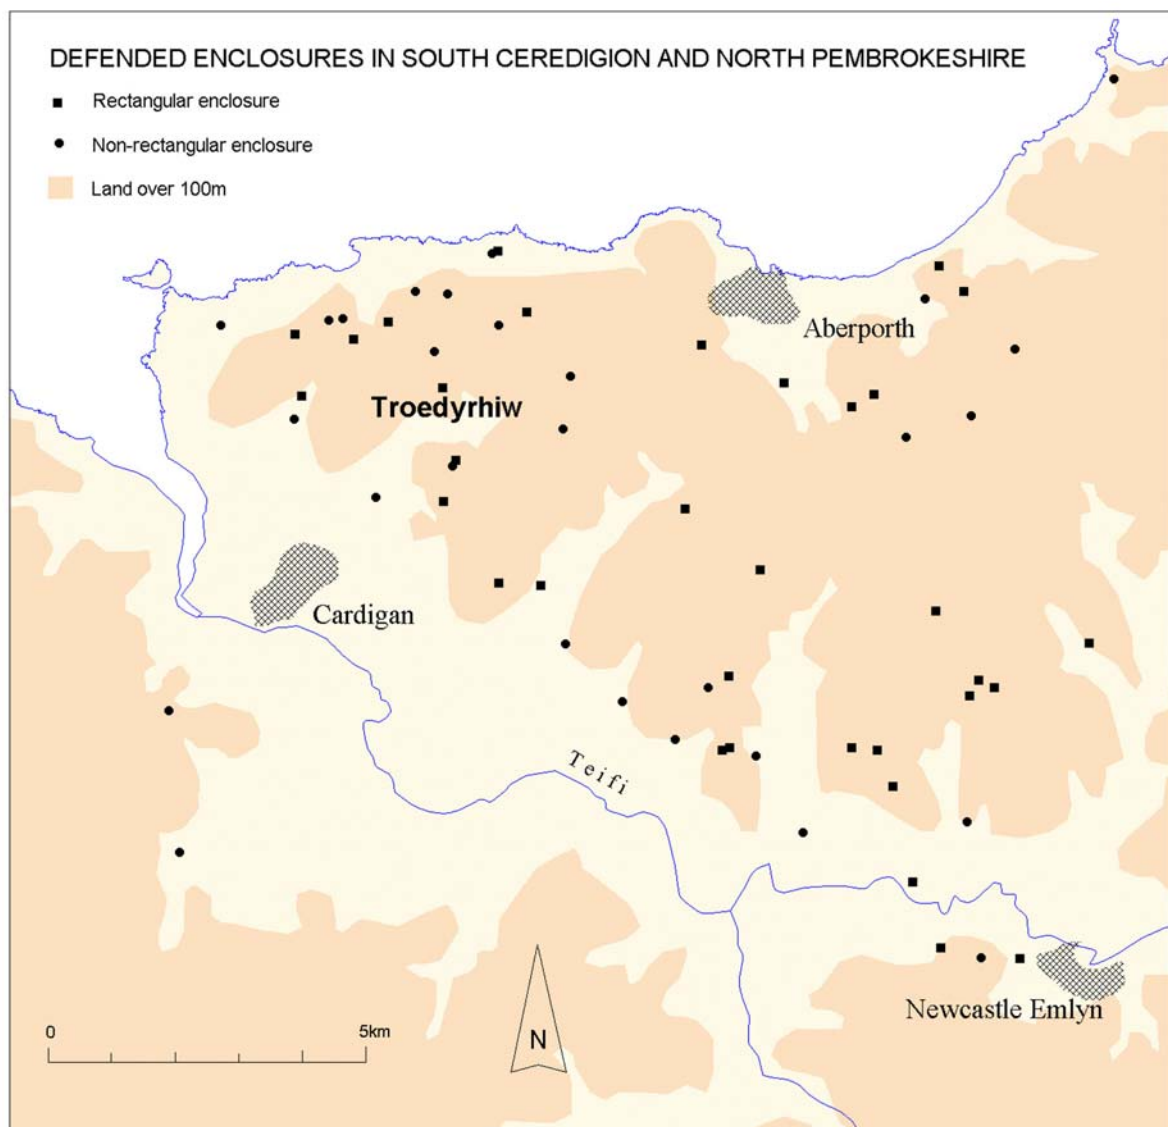 DEFENDED ENCLOSURES IN SOUTH CEREDIGION AND NORTH PEMBROKESHIRE
Rectangular enclosure
Non-rectangular enclosure
Land over 100m
Aberporth
Troedyrhiw
Cardigan
Teifi
Newcastle Emlyn
0 5km
N